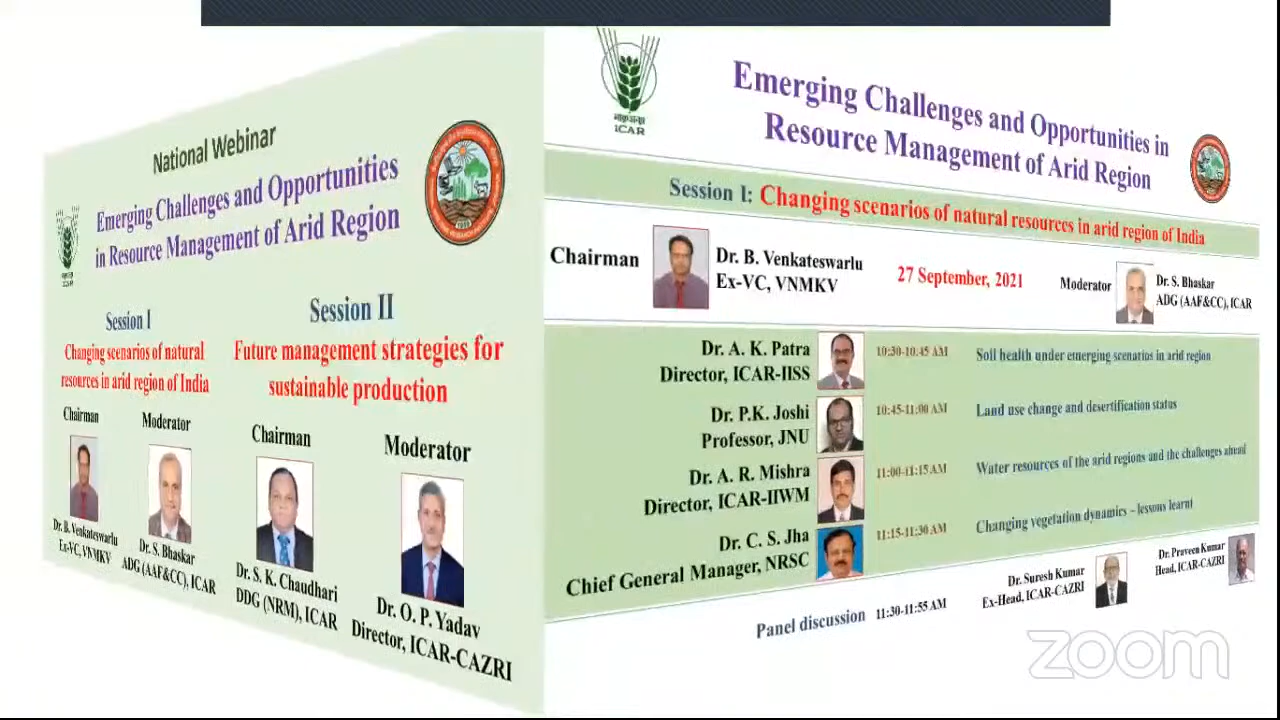 National Webinar
Emerging Challenges and Opportunities
in Resource Management of Arid Region
ICAR
Session I
Changing scenarios of natural
resources in arid region of India
Chairman
Moderator
Dr. B. Venkateswarlu
Ex-VC, VNMKV
Dr. S. Bhaskar
ADG (AAF&CC), ICAR
Session II
Future management strategies for
sustainable production
Chairman
Moderator
Dr. S. K. Chaudhari
DDG (NRM), ICAR
Dr. O. P. Yadav
Director, ICAR-CAZRI
ICAR
Emerging Challenges and Opportunities in
Resource Management of Arid Region
Session I: Changing scenarios of natural resources in arid region of India
Chairman
Dr. B. Venkateswarlu
Ex-VC, VNMKV
27 September, 2021
Moderator
Dr. S. Bhaskar
ADG (AAF&CC), ICAR
Dr. A. K. Patra
Director, ICAR-IISS
10:30-10:45 AM
Soil health under emerging scenarios in arid region
Dr. P.K. Joshi
Professor, JNU
10:45-11:00 AM
Land use change and desertification status
Dr. A. R. Mishra
Director, ICAR-IIWM
11:00-11:15 AM
Water resources of the arid regions and the challenges ahead
Dr. C. S. Jha
Chief General Manager, NRSC
11:15-11:30 AM
Changing vegetation dynamics – lessons learnt
Panel discussion 11:30-11:55 AM
Dr. Suresh Kumar
Ex-Head, ICAR-CAZRI
Dr. Praveen Kumar
Head, ICAR-CAZRI
zoom